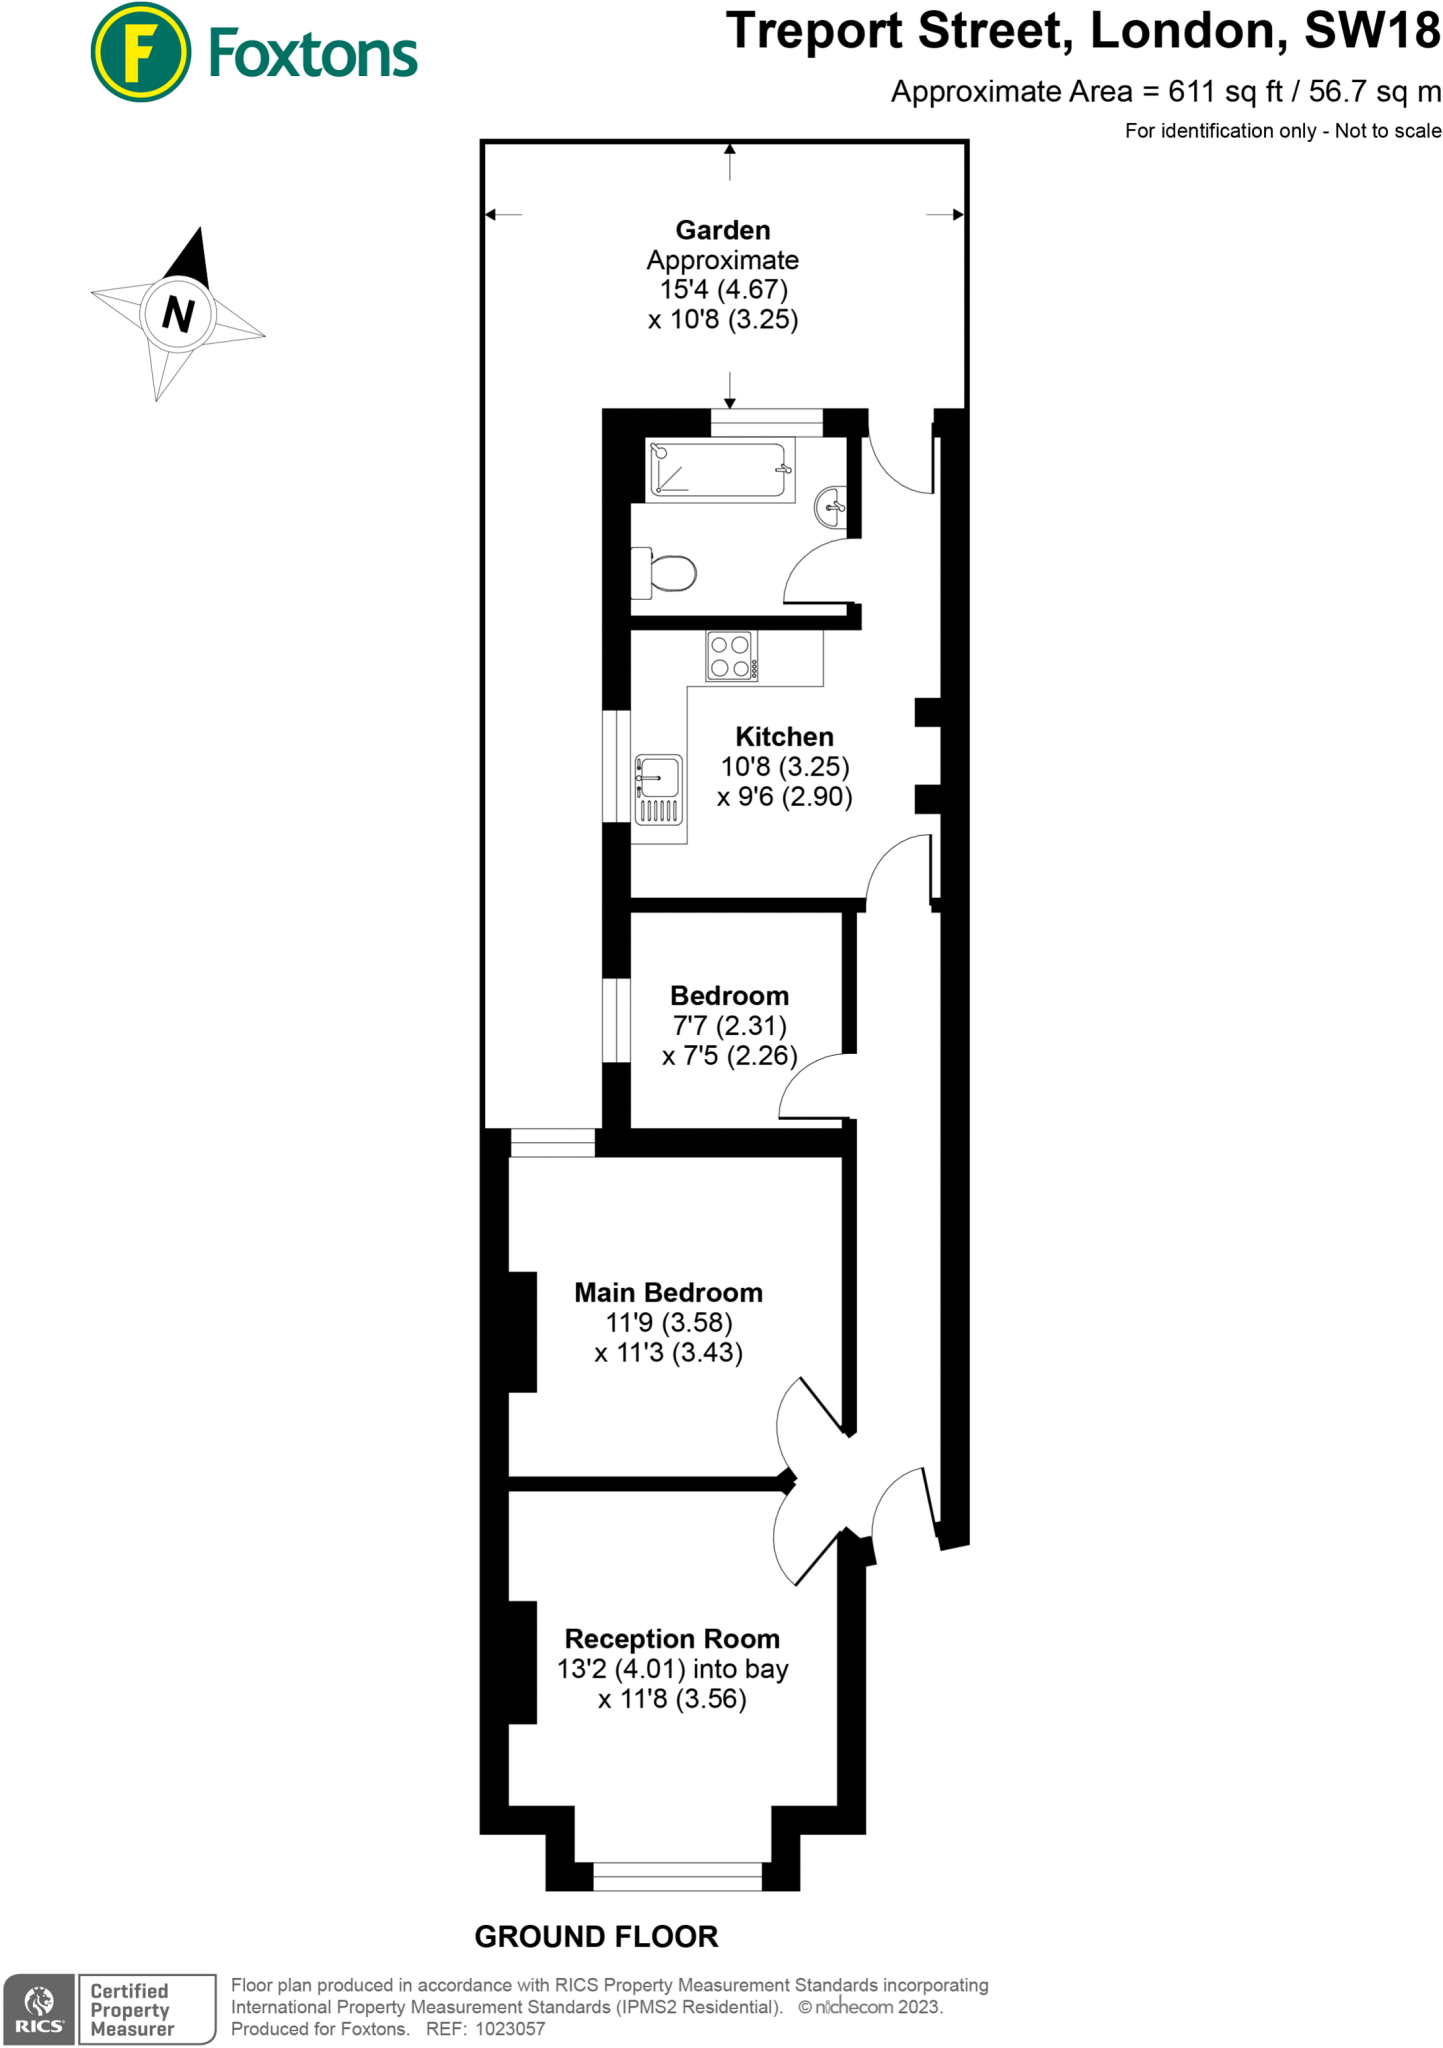 F Foxtons
Treport Street, London, SW18
Approximate Area = 611 sq ft / 56.7 sq m
For identification only - Not to scale
N
Garden
Approximate
15'4 (4.67)
x 10'8 (3.25)
Kitchen
10'8 (3.25)
x 9'6 (2.90)
Bedroom
7'7 (2.31)
x 7'5 (2.26)
Main Bedroom
11'9 (3.58)
x 11'3 (3.43)
Reception Room
13'2 (4.01) into bay
x 11'8 (3.56)
GROUND FLOOR
RICS
Certified
Property
Measurer
Floor plan produced in accordance with RICS Property Measurement Standards incorporating
International Property Measurement Standards (IPMS2 Residential). © nichecom 2023.
Produced for Foxtons. REF: 1023057